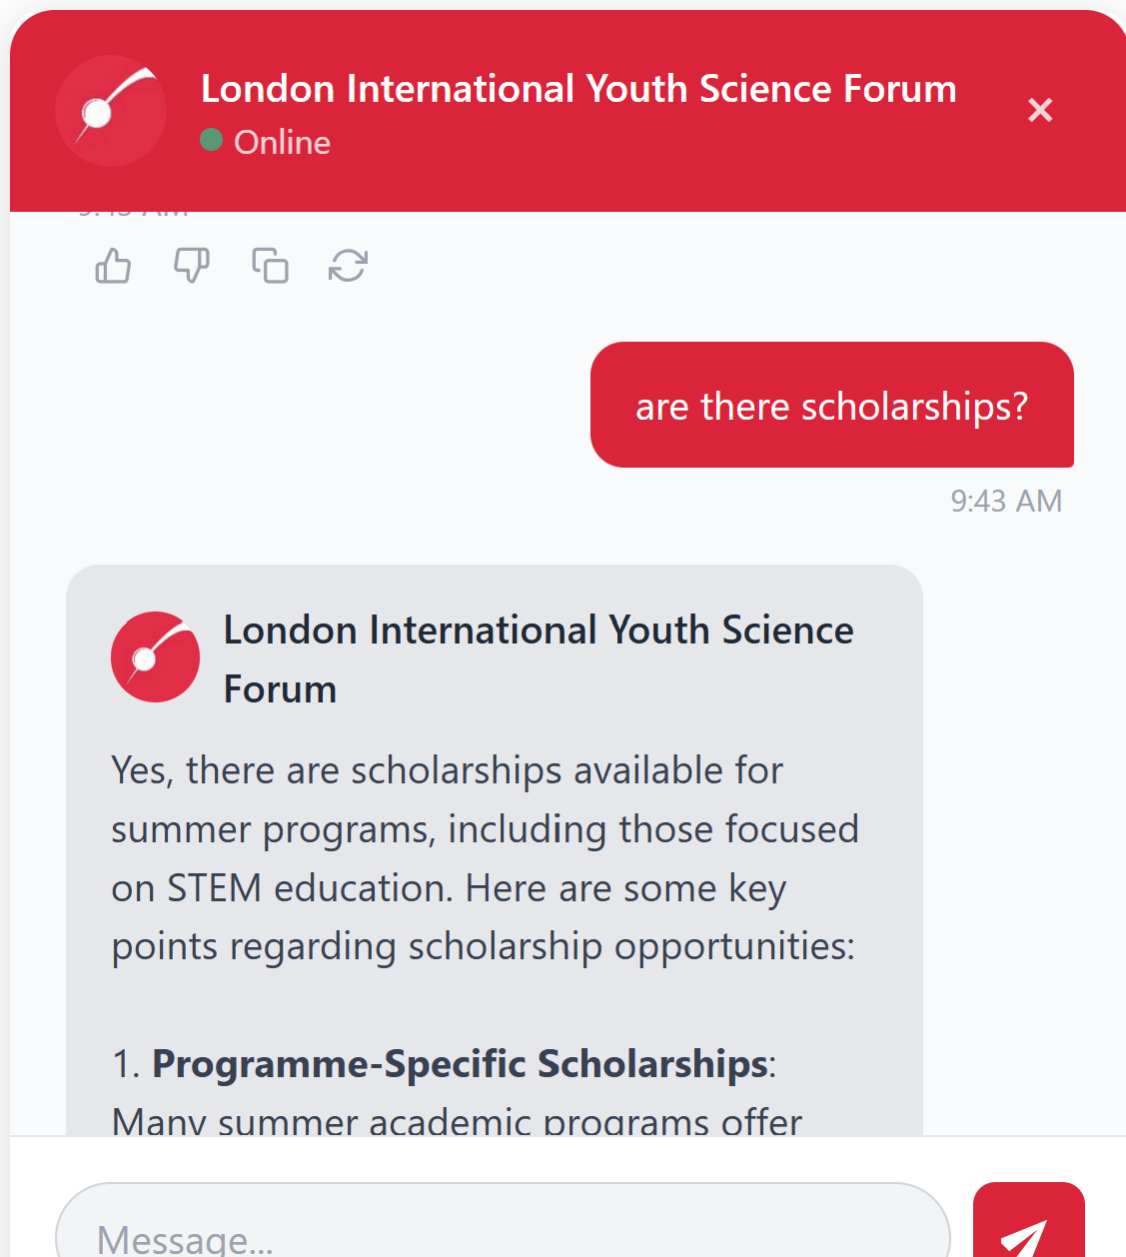 London International Youth Science Forum
Online
are there scholarships?
9:43 AM
London International Youth Science
Forum
Yes, there are scholarships available for
summer programs, including those focused
on STEM education. Here are some key
points regarding scholarship opportunities:
1. Programme-Specific Scholarships:
Many summer academic programs offer
Message...